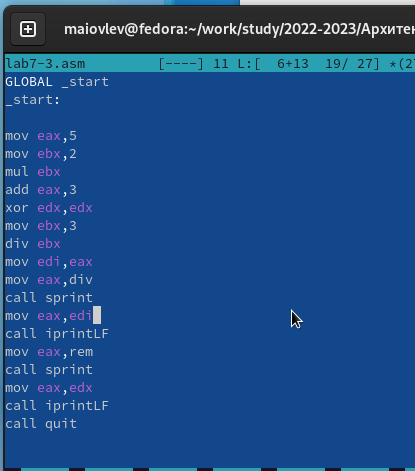 maiovlev@fedora:~/work/study/2022-2023/Архите
lab7-3.asm [----] 11 L:[ 6+13 19/ 27] *(2
GLOBAL _start
_start:
mov eax,5
mov ebx,2
mul ebx
add eax,3
xor edx,edx
mov ebx,3
div ebx
mov edi,eax
mov eax,div
call sprint
mov eax,edi
call iprintLF
mov eax,rem
call sprint
mov eax,edx
call iprintLF
call quit